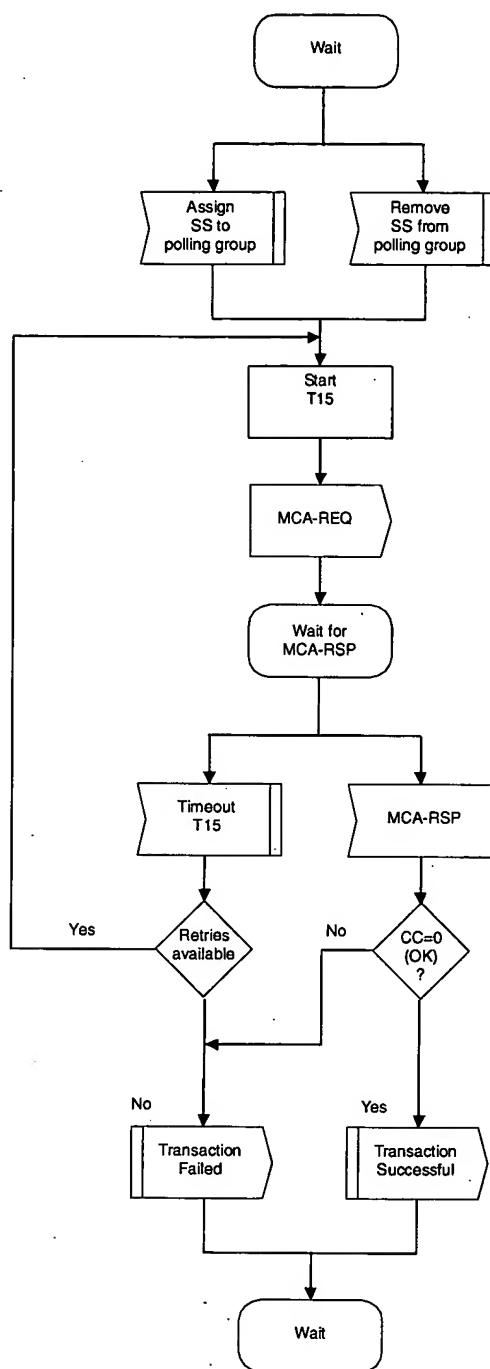 Wait
Assign
SS to
polling group
Remove
SS from
polling group
Start
T15
MCA-REQ
Wait for
MCA-RSP
Timeout
T15
MCA-RSP
Yes
Retries
available
No
CC=0
(OK)
?
No
Yes
Transaction
Failed
Transaction
Successful
Wait